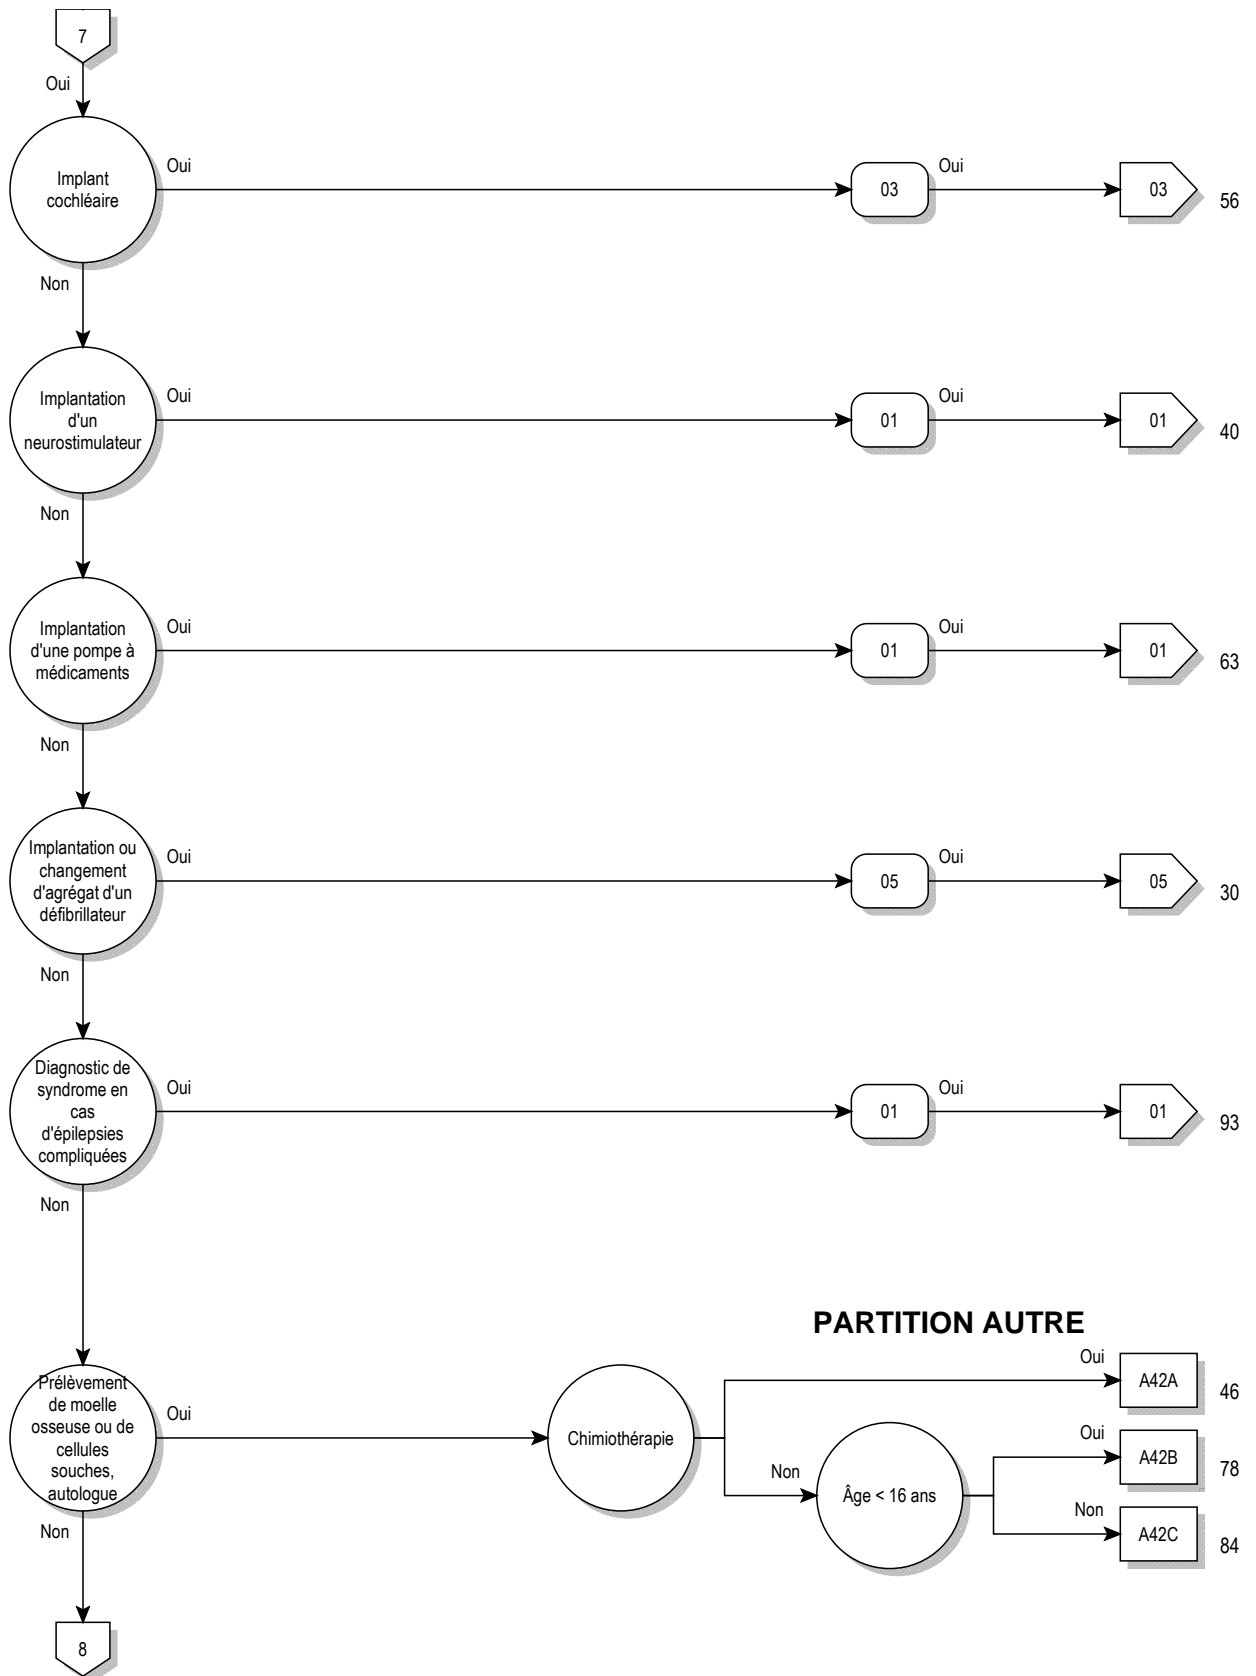 7
Oui
Implant
cochléaire
Oui
03
Oui
03
56
Non
Implantation
d'un
neurostimulateur
Oui
01
Oui
01
40
Non
Implantation
d'une pompe à
médicaments
Oui
01
Oui
01
63
Non
Implantation ou
changement
d'agrégat d'un
défibrillateur
Oui
05
Oui
05
30
Non
Diagnostic de
syndrome en
cas
d'épilepsies
compliquées
Oui
01
Oui
01
93
Non
PARTITION AUTRE
Prélèvement
de moelle
osseuse ou de
cellules
souches,
autologue
Oui
Chimiothérapie
Oui
A42A
46
Non
Âge < 16 ans
Oui
A42B
78
Non
A42C
84
Non
8